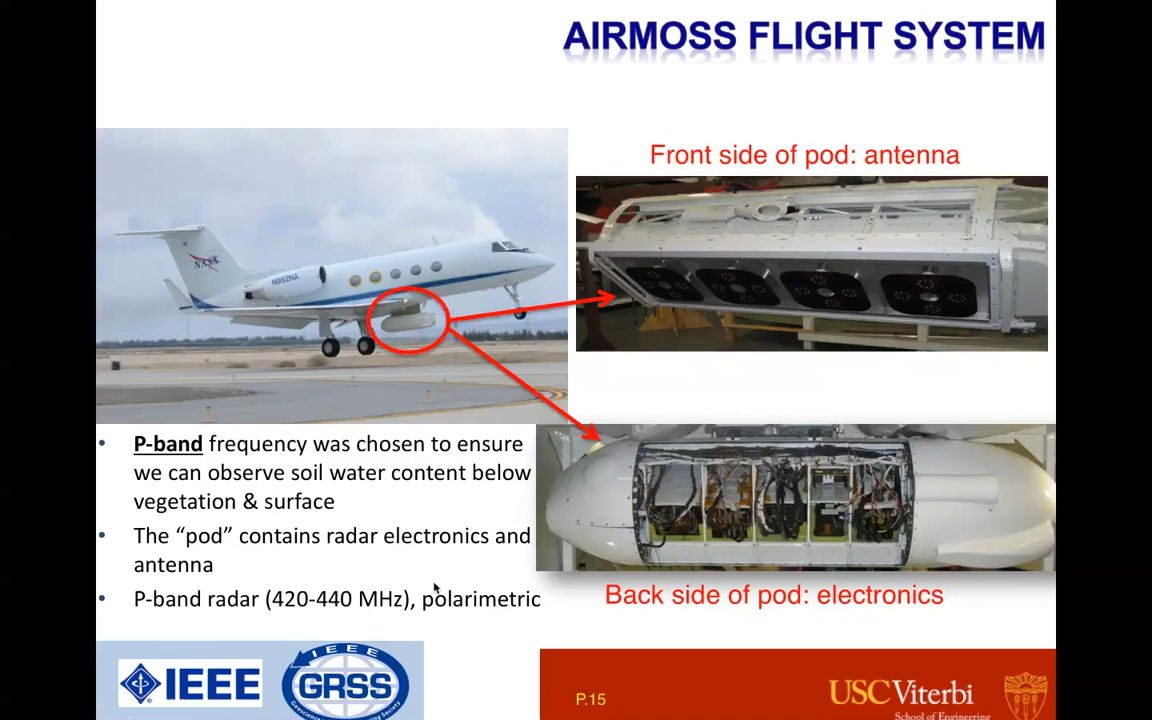 AIRMOSS FLIGHT SYSTEM
Front side of pod: antenna
NASA
N992NA
• P-band frequency was chosen to ensure
we can observe soil water content below
vegetation & surface
• The “pod” contains radar electronics and
antenna
• P-band radar (420-440 MHz), polarimetric
Back side of pod: electronics
IEEE
IEEE
GRSS
P.15
USC Viterbi
School of Engineering